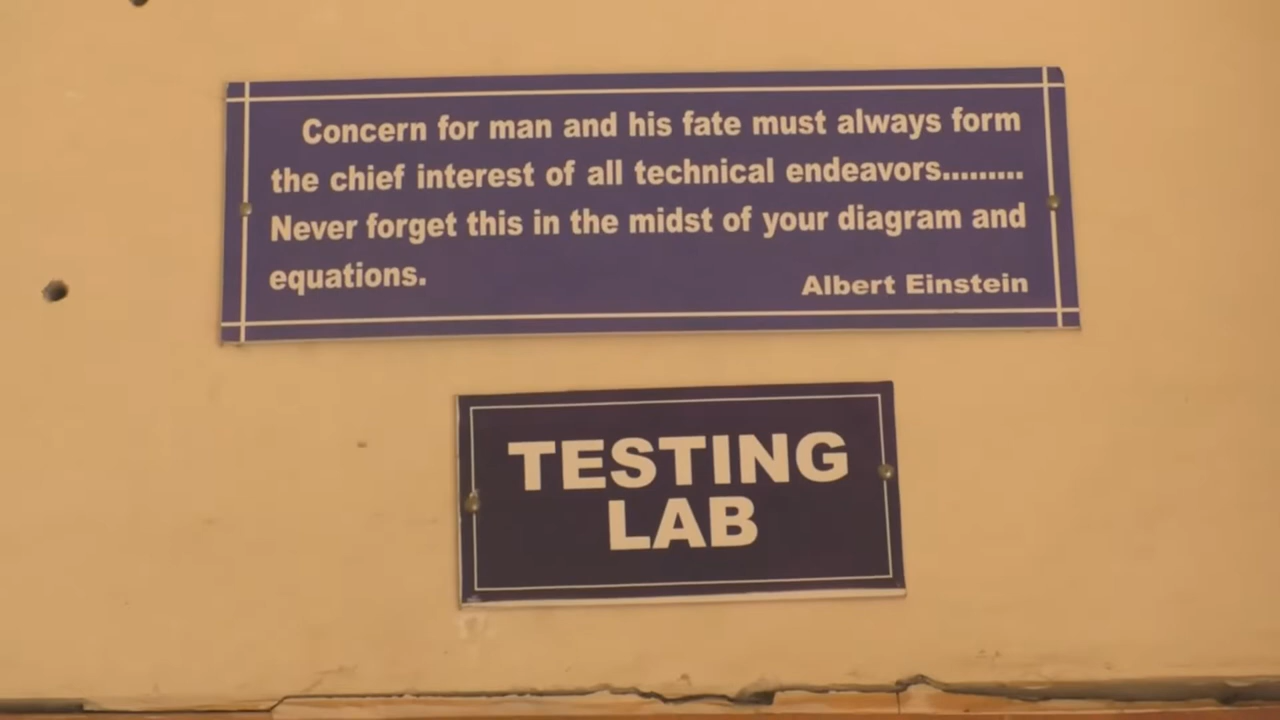 Concern for man and his fate must always form
the chief interest of all technical endeavors.........
Never forget this in the midst of your diagram and
equations.
Albert Einstein
TESTING
LAB